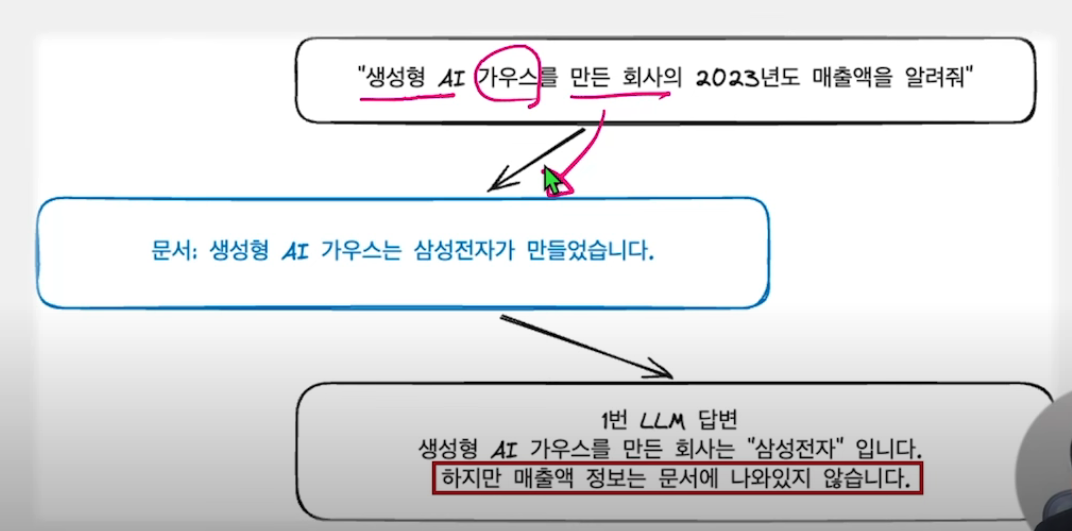 "생성형 AI 가우스를 만든 회사의 2023년도 매출액을 알려줘"
문서: 생성형 AI 가우스는 삼성전자가 만들었습니다.
1번 LLM 답변
생성형 AI 가우스를 만든 회사는 "삼성전자" 입니다.
하지만 매출액 정보는 문서에 나와있지 않습니다.